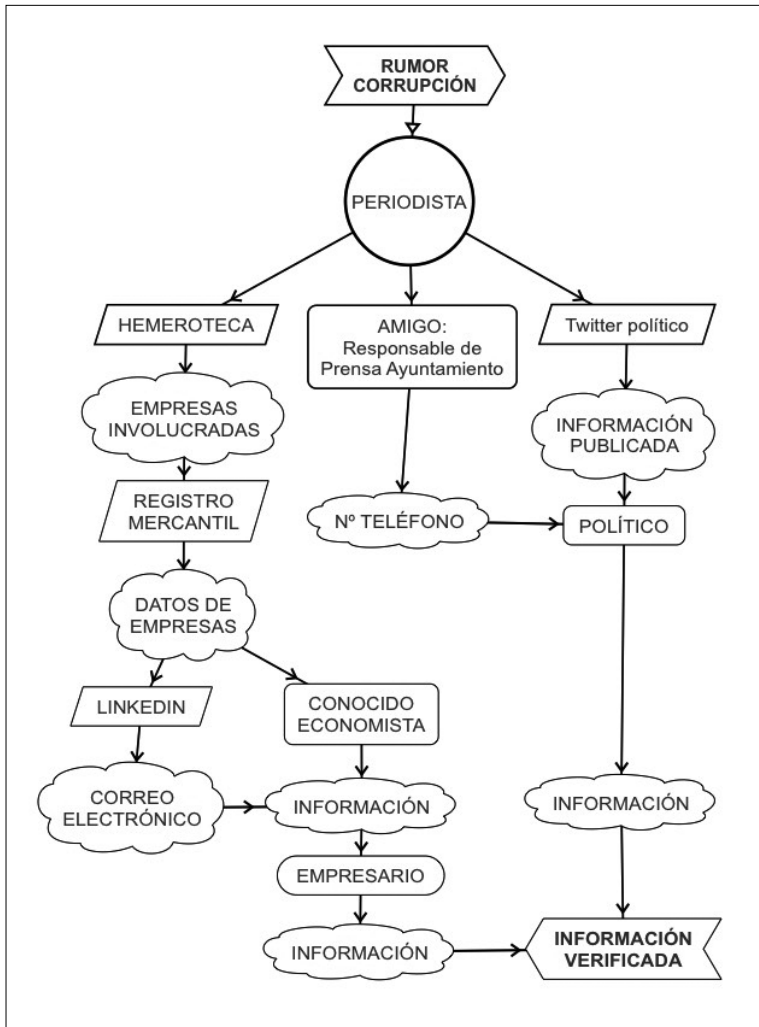 RUMOR
CORRUPCIÓN
PERIODISTA
HEMEROTECA
AMIGO:
Responsable de
Prensa Ayuntamiento
Twitter político
EMPRESAS
INVOLUCRADAS
INFORMACIÓN
PUBLICADA
REGISTRO
MERCANTIL
Nº TELÉFONO
POLÍTICO
DATOS DE
EMPRESAS
LINKEDIN
CONOCIDO
ECONOMISTA
CORREO
ELECTRÓNICO
INFORMACIÓN
INFORMACIÓN
EMPRESARIO
INFORMACIÓN
INFORMACIÓN
VERIFICADA